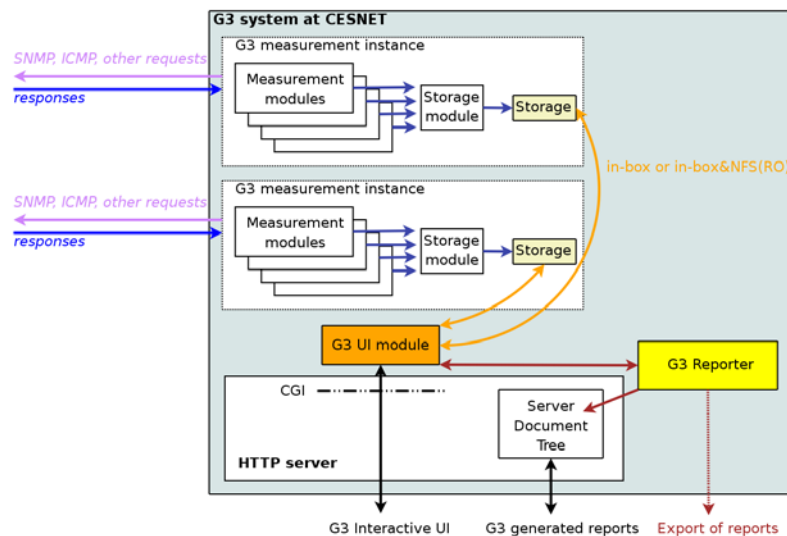 G3 system at CESNET
G3 measurement instance
SNMP, ICMP, other requests
responses
Measurement
modules
Storage
module
Storage
in-box or in-box&NFS(RO)
G3 measurement instance
SNMP, ICMP, other requests
responses
Measurement
modules
Storage
module
Storage
G3 UI module
G3 Reporter
CGI
Server
Document
Tree
HTTP server
G3 Interactive UI
G3 generated reports
Export of reports